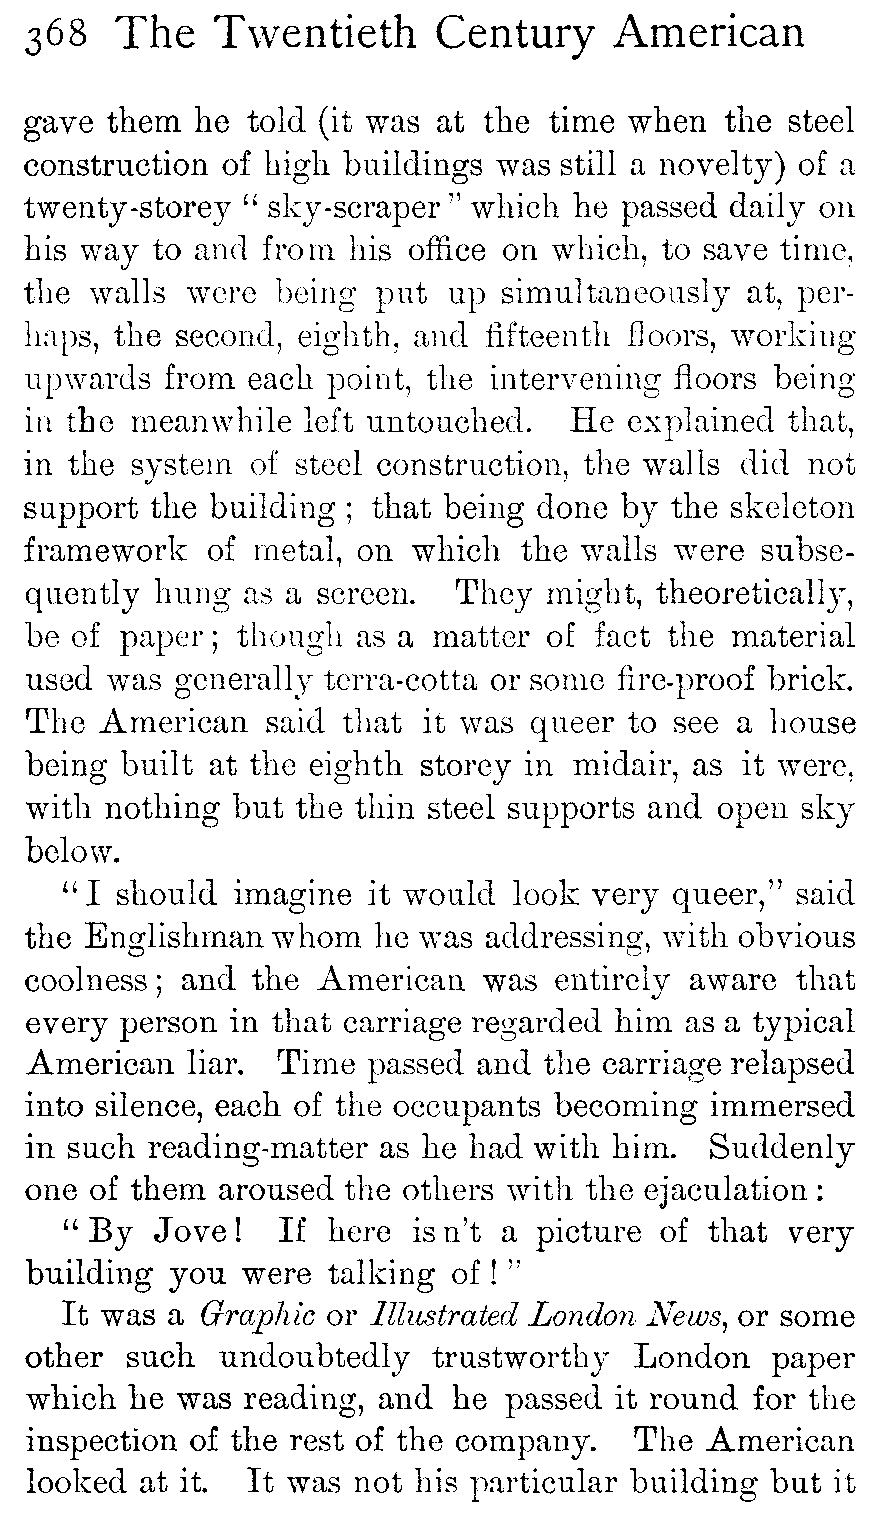 368 The Twentieth Century American
gave them he told (it was at the time when the steel
construction of high buildings was still a novelty) of a
twenty-storey “ sky-scraper ” which he passed daily on
his way to and from his office on which, to save time,
the walls were being put up simultaneously at, per-
haps, the second, eighth, and fifteenth floors, working
upwards from each point, the intervening floors being
in the meanwhile left untouched. He explained that,
in the system of steel construction, the walls did not
support the building ; that being done by the skeleton
framework of metal, on which the walls were subse-
quently hung as a screen. They might, theoretically,
be of paper ; though as a matter of fact the material
used was generally terra-cotta or some fire-proof brick.
The American said that it was queer to see a house
being built at the eighth storey in midair, as it were,
with nothing but the thin steel supports and open sky
below.
“ I should imagine it would look very queer,” said
the Englishman whom he was addressing, with obvious
coolness ; and the American was entirely aware that
every person in that carriage regarded him as a typical
American liar. Time passed and the carriage relapsed
into silence, each of the occupants becoming immersed
in such reading-matter as he had with him. Suddenly
one of them aroused the others with the ejaculation :
“ By Jove ! If here isn't a picture of that very
building you were talking of ! ”
It was a Graphic or Illustrated London News, or some
other such undoubtedly trustworthy London paper
which he was reading, and he passed it round for the
inspection of the rest of the company. The American
looked at it. It was not his particular building but it